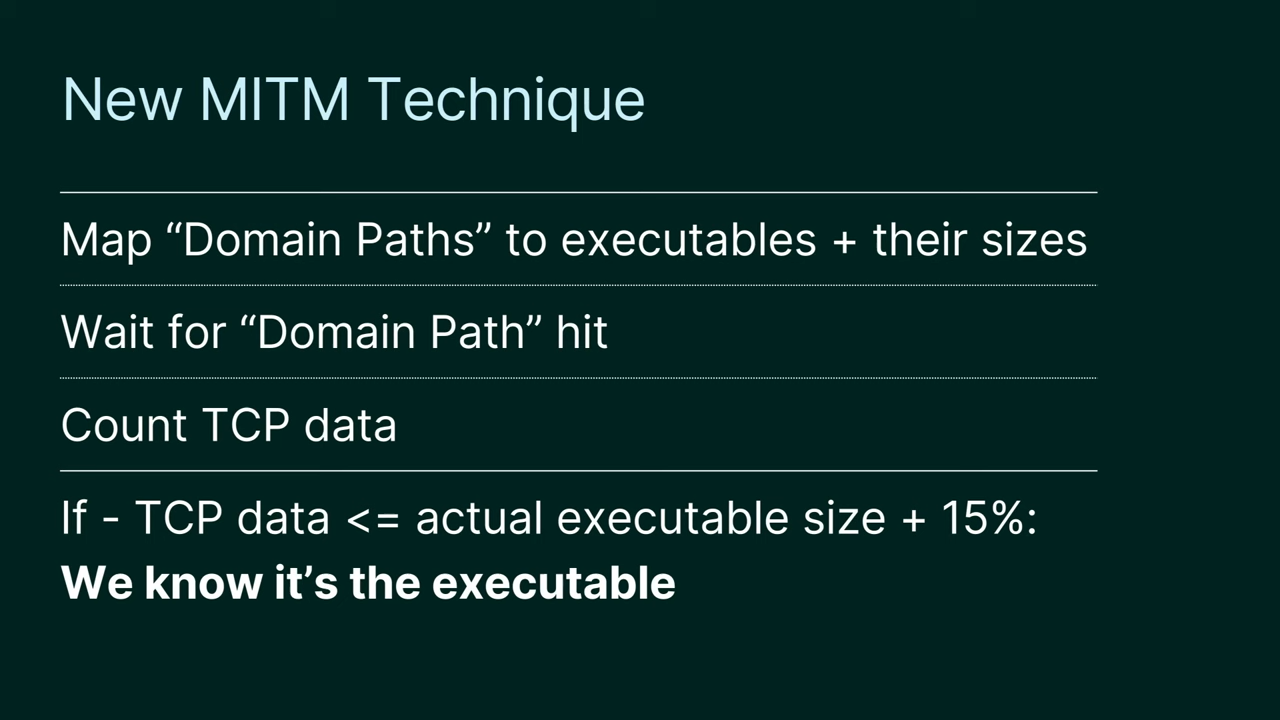 New MITM Technique
Map “Domain Paths” to executables + their sizes
Wait for “Domain Path” hit
Count TCP data
If - TCP data <= actual executable size + 15%:
We know it’s the executable